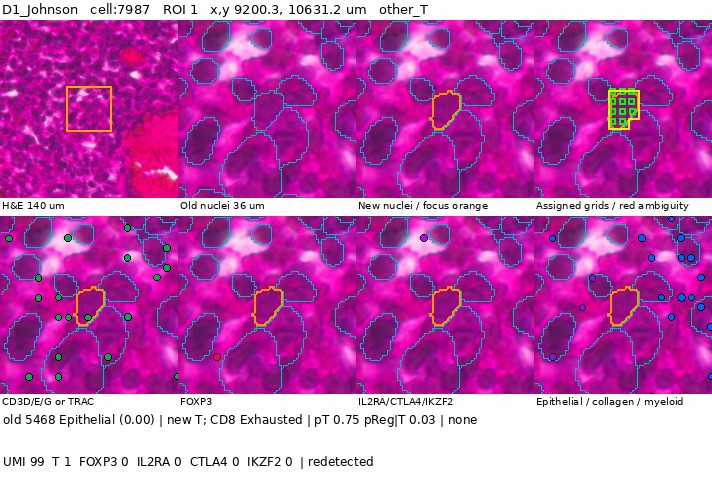 D1_Johnson   cell:7987   ROI 1   x,y 9200.3, 10631.2 um   other_T
H&E 140 um
Old nuclei 36 um
New nuclei / focus orange
Assigned grids / red ambiguity
CD3D/E/G or TRAC
FOXP3
IL2RA/CTLA4/IKZF2
Epithelial / collagen / myeloid
old 5468 Epithelial (0.00) | new T; CD8 Exhausted | pT 0.75 pReg|T 0.03 | none
UMI 99  T 1  FOXP3 0  IL2RA 0  CTLA4 0  IKZF2 0  | redetected